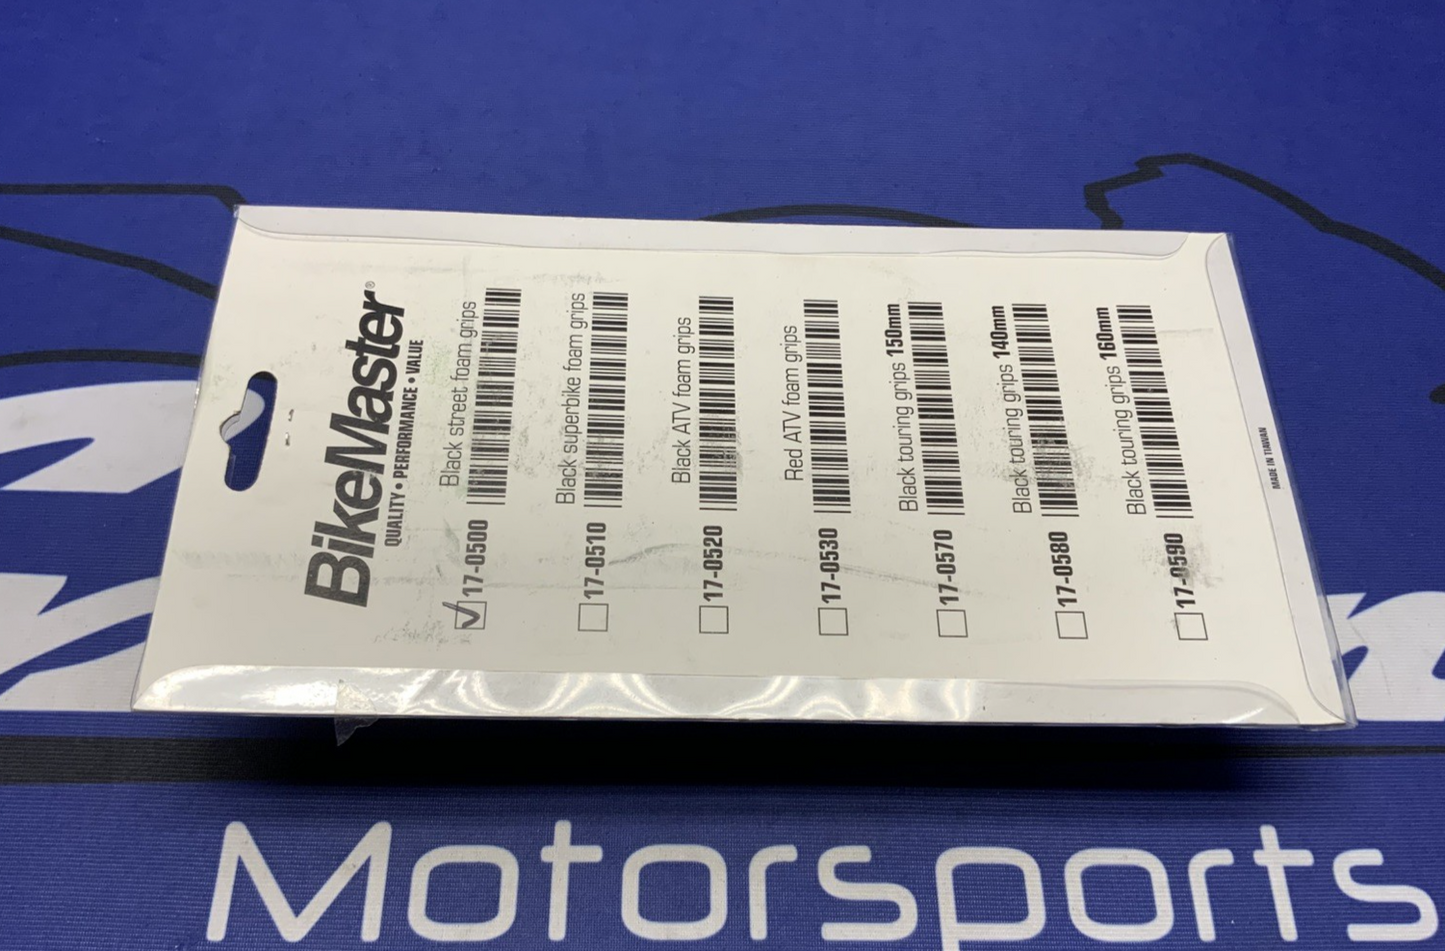 BikeMaster®
QUALITY • PERFORMANCE • VALUE
Black street foam grips
17-0500
Black superbike foam grips
17-0510
Black ATV foam grips
17-0520
Red ATV foam grips
17-0530
Black touring grips 150mm
17-0570
Black touring grips 140mm
17-0580
Black touring grips 160mm
17-0590
MADE IN TIAWAN
Motorsports